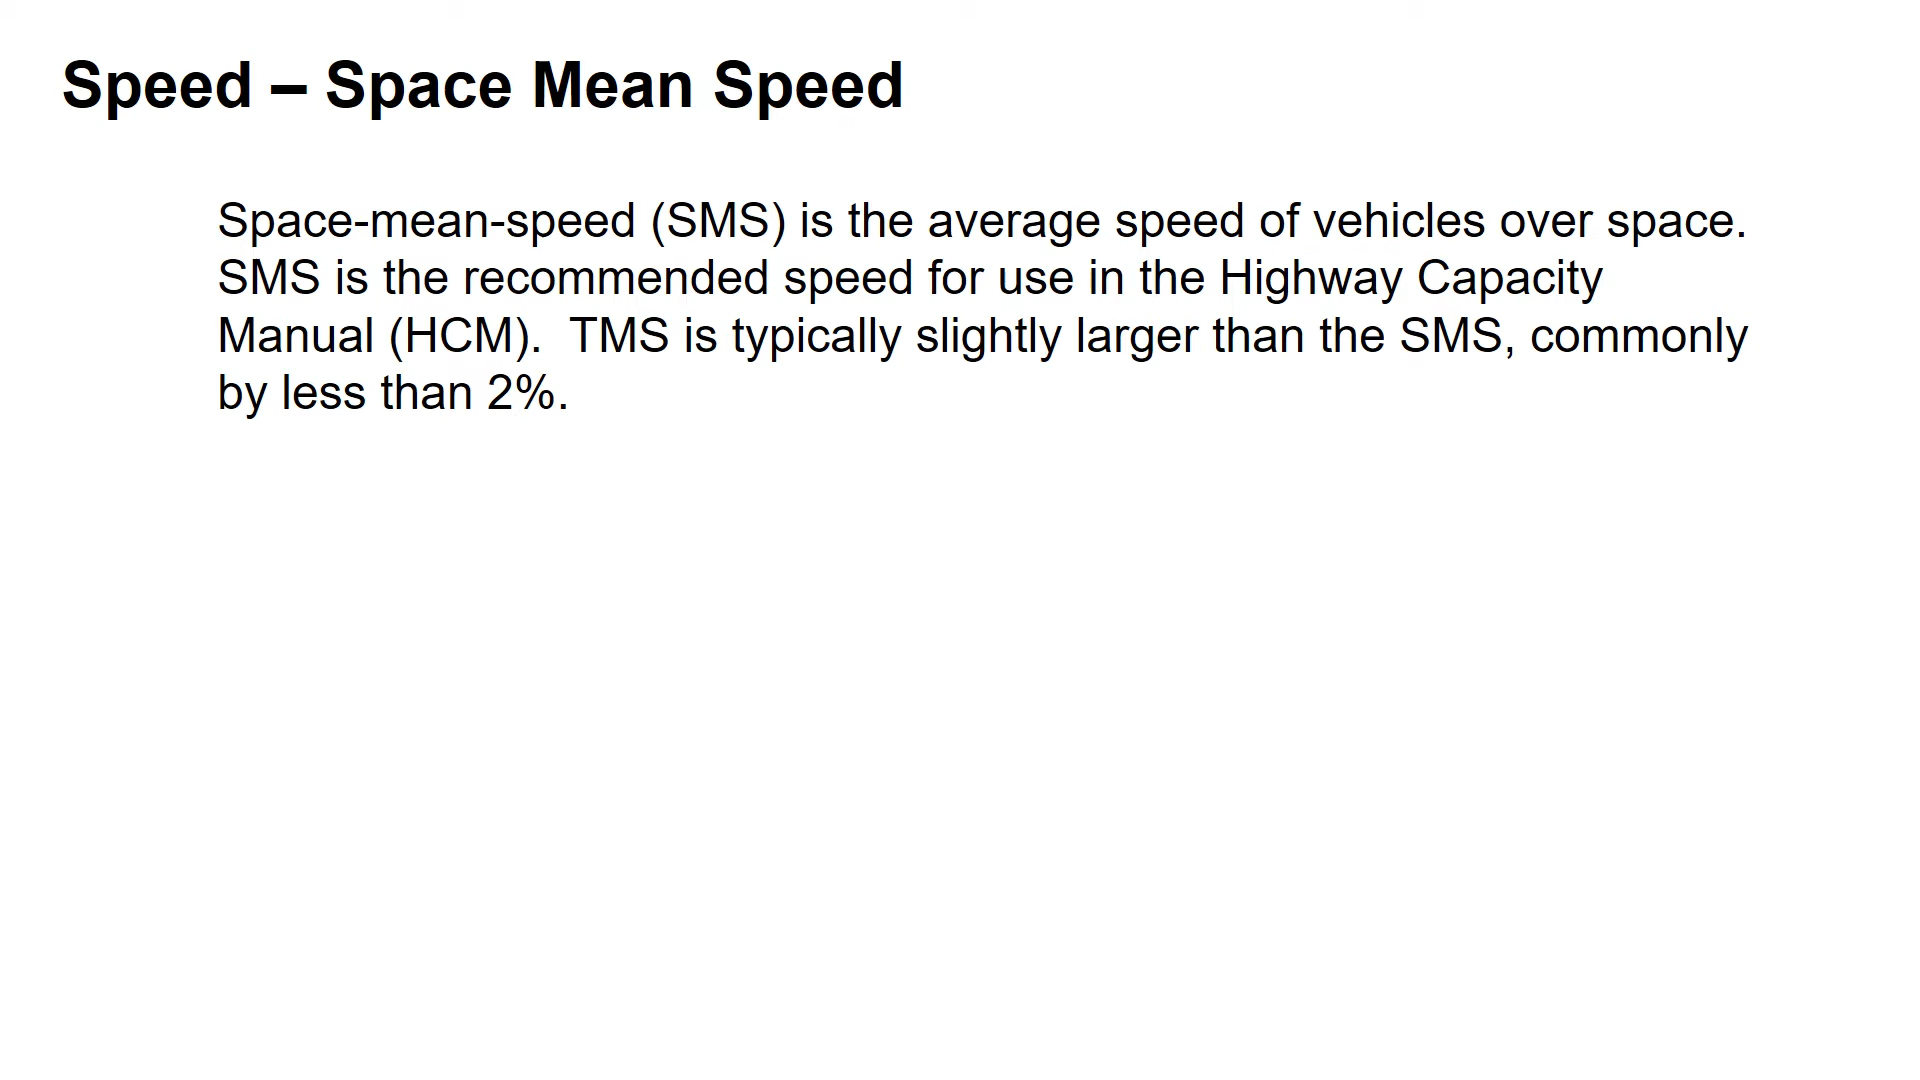 Speed – Space Mean Speed
Space-mean-speed (SMS) is the average speed of vehicles over space.
SMS is the recommended speed for use in the Highway Capacity
Manual (HCM).  TMS is typically slightly larger than the SMS, commonly
by less than 2%.